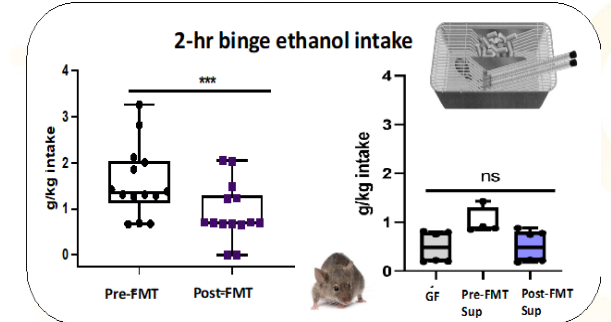 2-hr binge ethanol intake
4
3
2
1
0
g/kg intake
***
Pre-FMT
Post-FMT
4
3
2
1
0
g/kg intake
ns
GF
Pre-FMT
Sup
Post-FMT
Sup